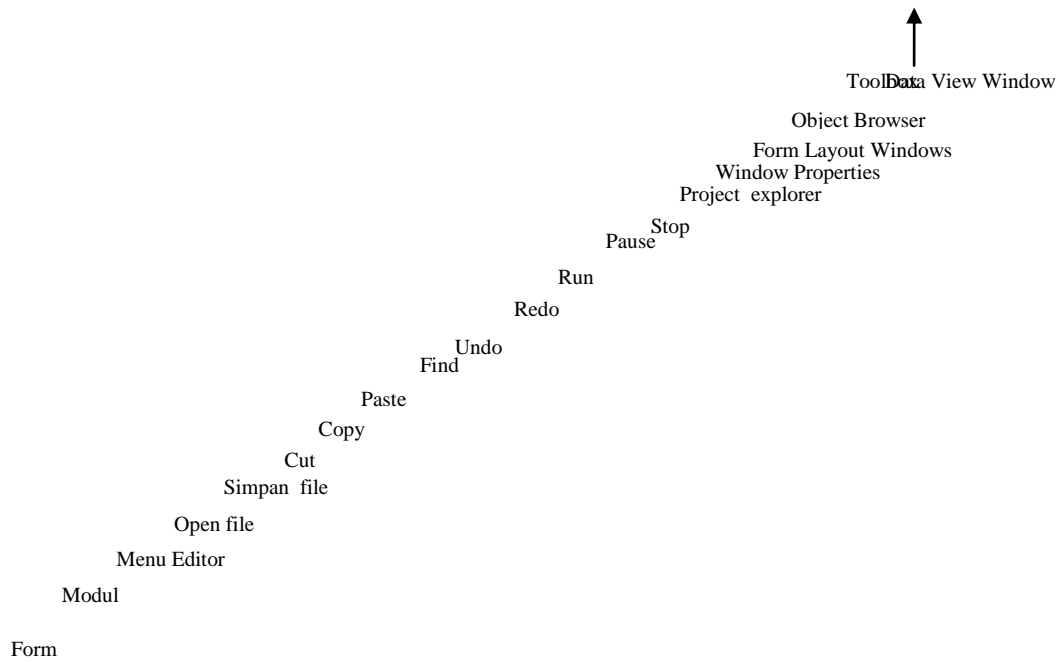 Toolbox
Data View Window
Object Browser
Form Layout Windows
Window Properties
Project explorer
Stop
Pause
Run
Redo
Undo
Find
Paste
Copy
Cut
Simpan file
Open file
Menu Editor
Modul
Form